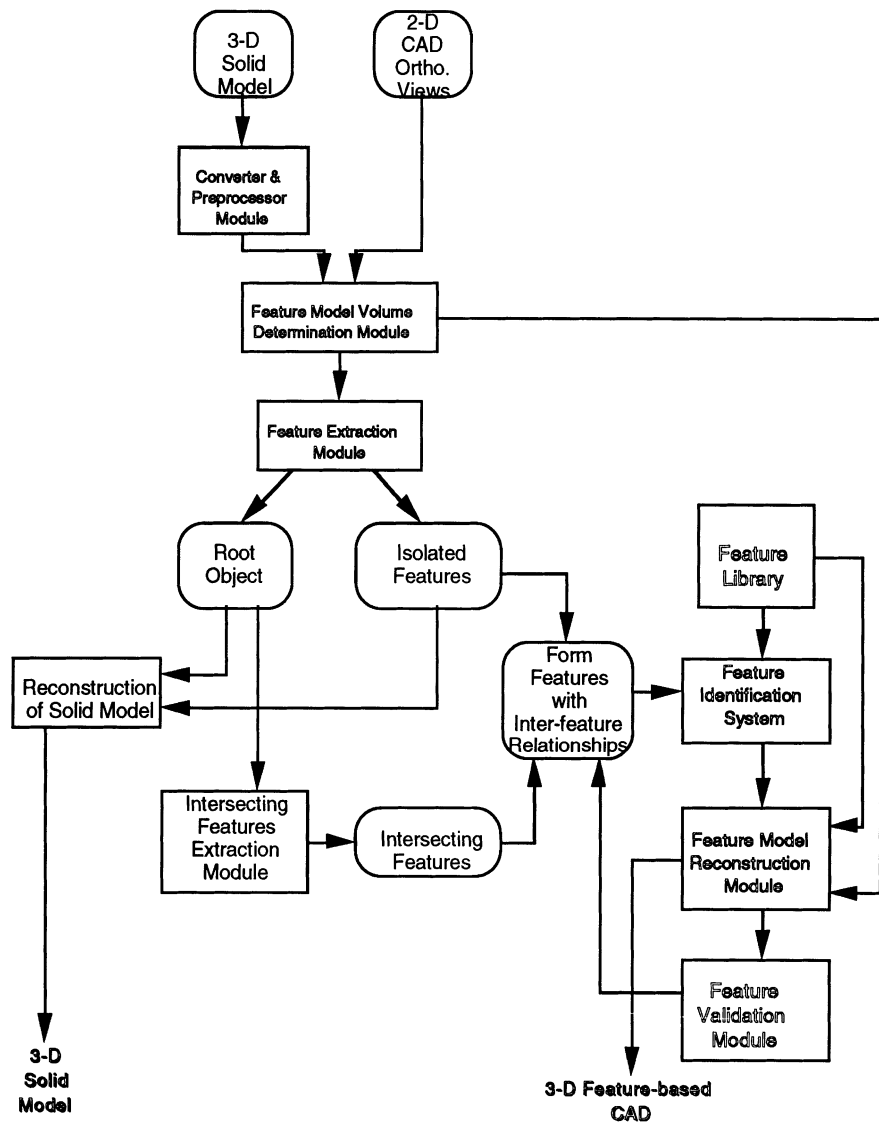 3-D
Solid
Model
2-D
CAD
Ortho.
Views
Converter &
Preprocessor
Module
Feature Model Volume
Determination Module
Feature Extraction
Module
Root
Object
Isolated
Features
Feature
Library
Reconstruction
of Solid Model
Form
Features
with
Inter-feature
Relationships
Feature
Identification
System
Intersecting
Features
Extraction
Module
Intersecting
Features
Feature Model
Reconstruction
Module
Feature
Validation
Module
3-D
Solid
Model
3-D Feature-based
CAD